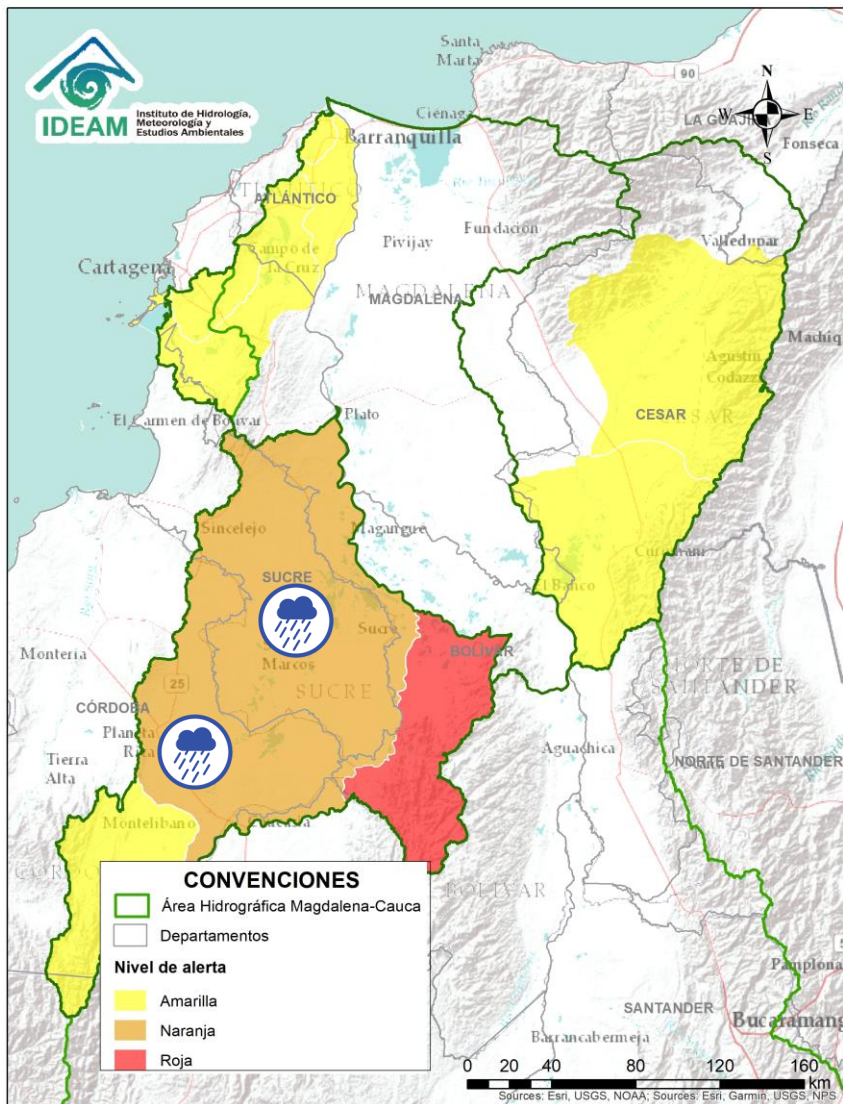 IDEAM
Instituto de Hidrología,
Meteorología y
Estudios Ambientales
Santa
Marta
90
N
W
E
S
LA GUAJIRA
Fonseca
Ciénaga
Barranquilla
ATLÁNTICO
Fundación
Pivijay
Valledupar
Campo de
la Cruz
Cartagena
MAGDALENA
MAGDALENA
Agustín
Codazzi
CESAR
El Carmen de Bolívar
Plato
Sincelejo
Magangue
SUCRE
El Banco
Sucre
BOLÍVAR
Marcos
SUCRE
Montería
25
CÓRDOBA
NORTE DE
SANTANDER
Planeta
Rica
Tierra
Alta
Aguachica
NORTE DE SANTANDER
Montelibano
BOLÍVAR
CONVENCIONES
Área Hidrográfica Magdalena-Cauca
Departamentos
Nivel de alerta
Amarilla
Naranja
Roja
Pamplona
SANTANDER
Bucaramang
Barrancabermeja
0 20 40 80 120 160
km
Sources: Esri, USGS, NOAA; Sources: Esri, Garmin, USGS, NPS